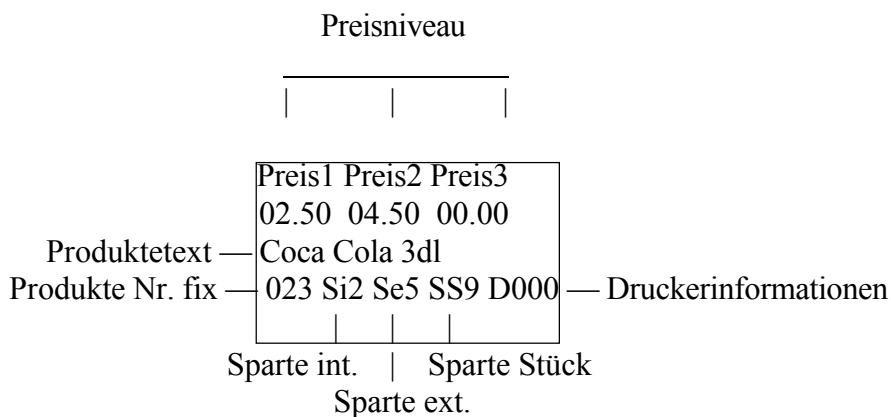 Preisniveau
Preis1 Preis2 Preis3
02.50 04.50 00.00
Produktetext Coca Cola 3dl
Produkte Nr. fix 023 Si2 Se5 SS9 D000 Druckerinformationen
Sparte int. Sparte Stück
Sparte ext.